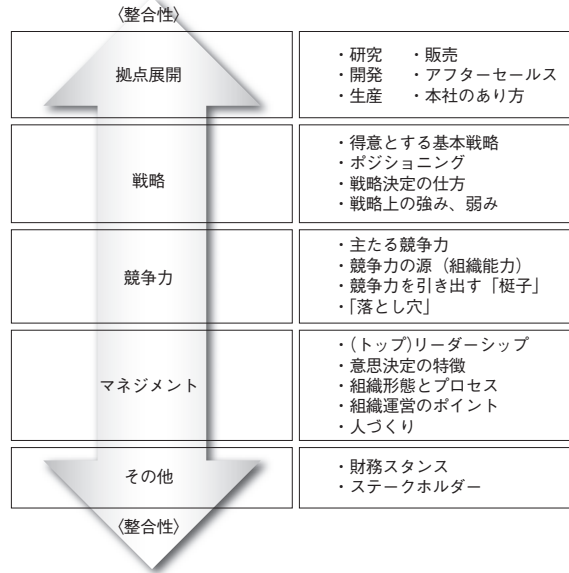 〈整合性〉
拠点展開
・研究 ・販売
・開発 ・アフターセールス
・生産 ・本社のあり方
戦略
・得意とする基本戦略
・ポジショニング
・戦略決定の仕方
・戦略上の強み、弱み
競争力
・主たる競争力
・競争力の源（組織能力）
・競争力を引き出す「梃子」
・「落とし穴」
マネジメント
・(トップ)リーダーシップ
・意思決定の特徴
・組織形態とプロセス
・組織運営のポイント
・人づくり
その他
・財務スタンス
・ステークホルダー
〈整合性〉